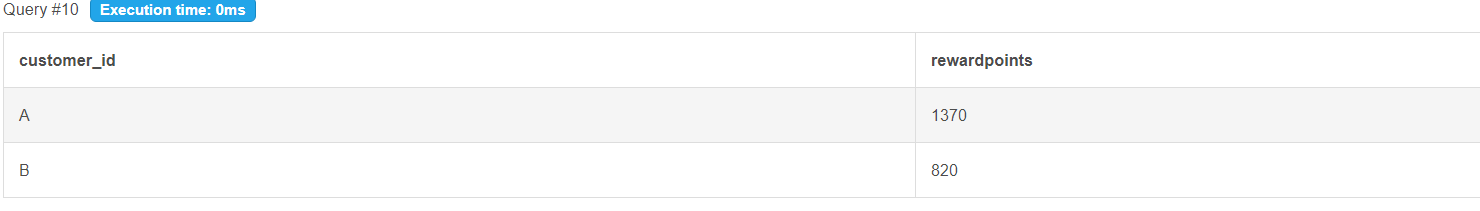 Query #10 Execution time: 0ms
customer_id rewardpoints
A 1370
B 820